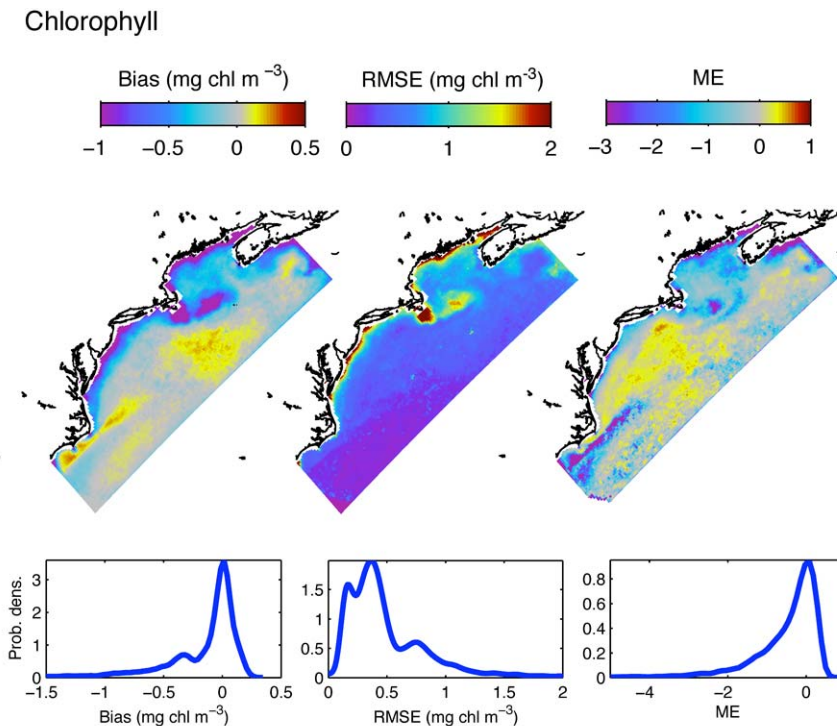 Chlorophyll
Bias (mg chl m⁻³) RMSE (mg chl m⁻³) ME
−1 −0.5 0 0.5 0 1 2 −3 −2 −1 0 1
3 2 1 0
Prob. dens.
−1.5 −1 −0.5 0 0.5
Bias (mg chl m⁻³)
1.5 1 0.5 0
0 0.5 1 1.5 2
RMSE (mg chl m⁻³)
0.8 0.6 0.4 0.2 0
−4 −2 0
ME